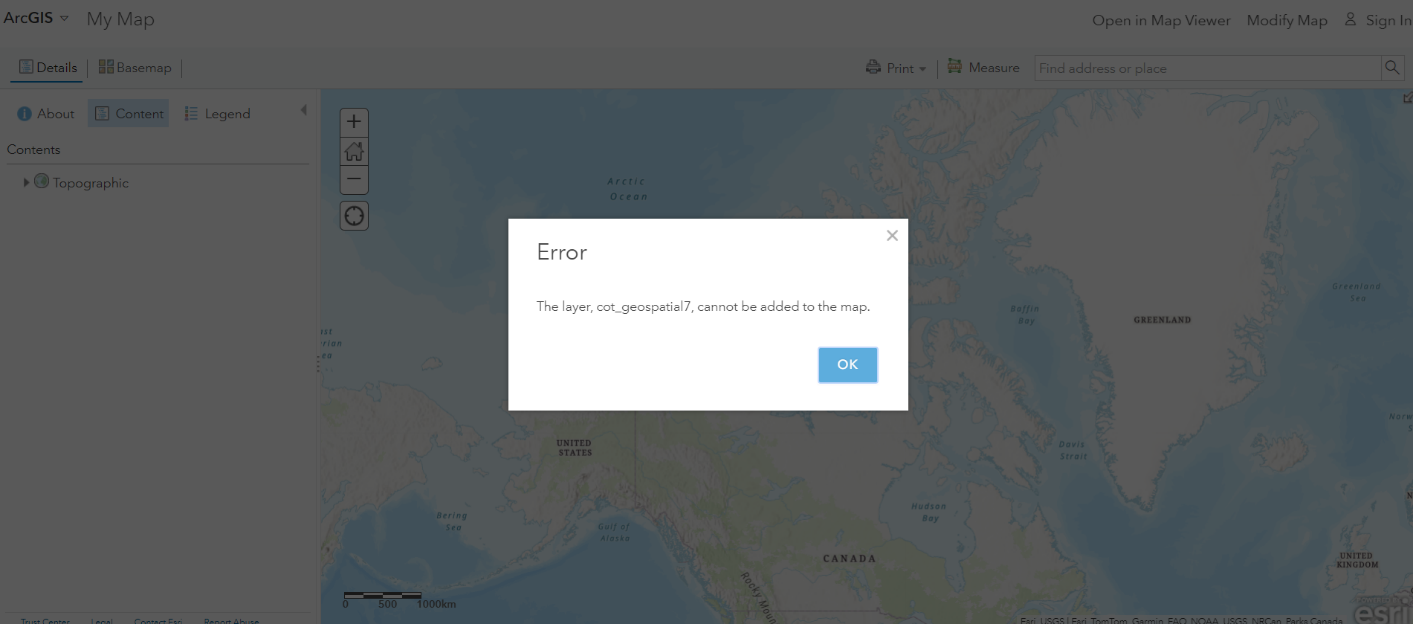 ArcGIS My Map Open in Map Viewer Modify Map Sign In
Details Basemap Print Measure Find address or place
About Content Legend
Contents
Topographic
Arctic
Ocean
Error
The layer, cot_geospatial7, cannot be added to the map.
OK
Greenland
Sea
Baffin
Bay
GREENLAND
UNITED
STATES
Davis
Strait
Bering
Sea
Gulf of
Alaska
Hudson
Bay
CANADA
UNITED
KINGDOM
Rocky
0 500 1000km
Trust Center Legal Contact Esri Report Abuse
Esri, USGS | Esri, TomTom, Garmin, FAO, NOAA, USGS, NRCan, Parks Canada
esri